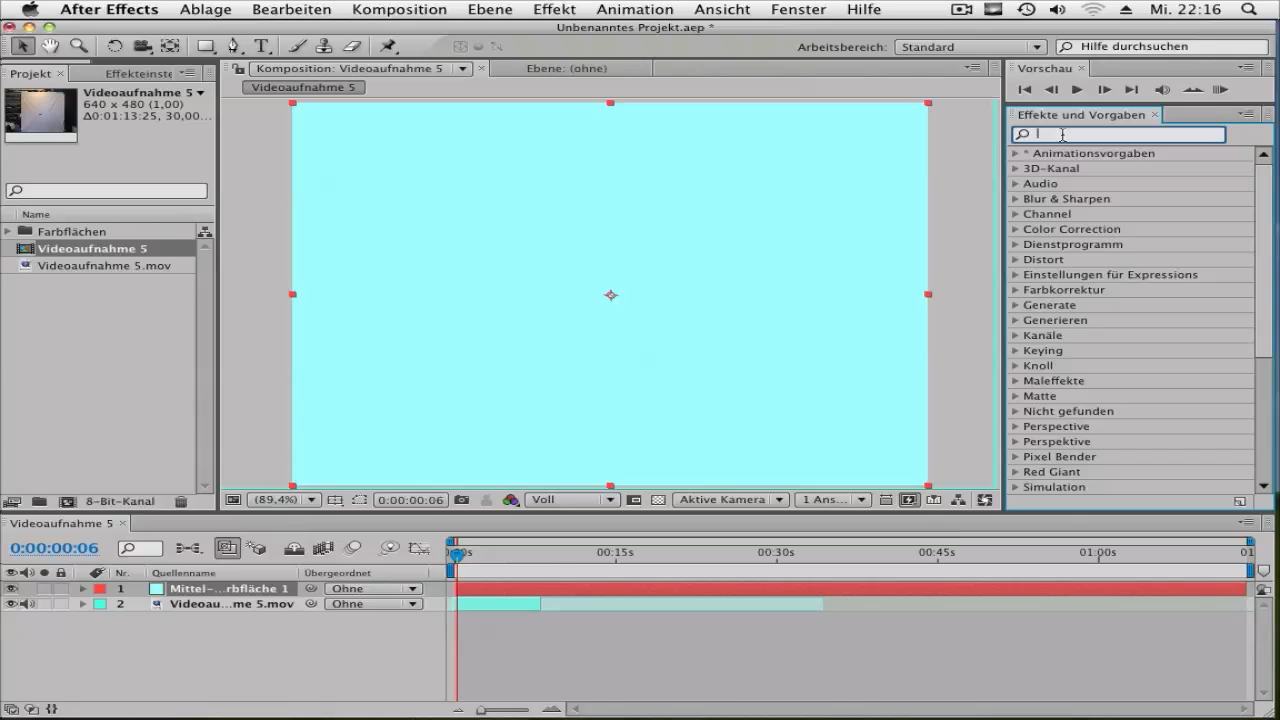 After Effects Ablage Bearbeiten Komposition Ebene Effekt Animation Ansicht Fenster Hilfe Mi. 22:16
Unbenanntes Projekt.aep *
Arbeitsbereich: Standard Hilfe durchsuchen
Projekt Effekteinste
Komposition: Videoaufnahme 5 Ebene: (ohne)
Vorschau
Videoaufnahme 5
Videoaufnahme 5
640 x 480 (1,00)
Δ0:01:13:25, 30,00...
Effekte und Vorgaben
* Animationsvorgaben
3D-Kanal
Audio
Blur & Sharpen
Channel
Color Correction
Dienstprogramm
Distort
Einstellungen für Expressions
Farbkorrektur
Generate
Generieren
Kanäle
Keying
Knoll
Maleffekte
Matte
Nicht gefunden
Perspective
Perspektive
Pixel Bender
Red Giant
Simulation
Name
Farbflächen
Videoaufnahme 5
Videoaufnahme 5.mov
8-Bit-Kanal
(89,4%) 0:00:00:06 Voll Aktive Kamera 1 Ans...
Videoaufnahme 5
0:00:00:06
00:15s 00:30s 00:45s 01:00s
Nr. Quellenname Übergeordnet
1 Mittel-...rbfläche 1 Ohne
2 Videoau...me 5.mov Ohne